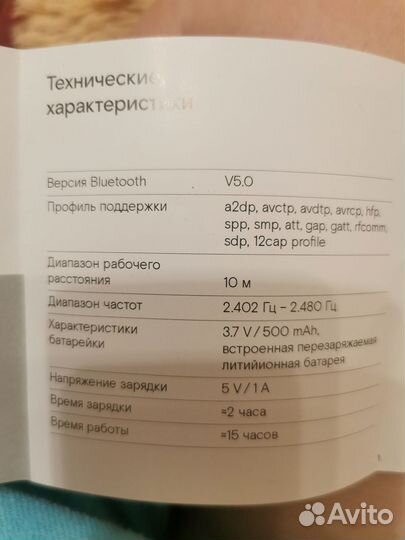 Технические
характеристики
Версия Bluetooth V5.0
Профиль поддержки a2dp, avctp, avdtp, avrcp, hfp,
spp, smp, att, gap, gatt, rfcomm,
sdp, 12cap profile
Диапазон рабочего
расстояния 10 м
Диапазон частот 2.402 Гц – 2.480 Гц
Характеристики 3.7 V / 500 mAh,
батарейки встроенная перезаряжаемая
литийионная батарея
Напряжение зарядки 5 V / 1 A
Время зарядки ≈2 часа
Время работы ≈15 часов
Avito